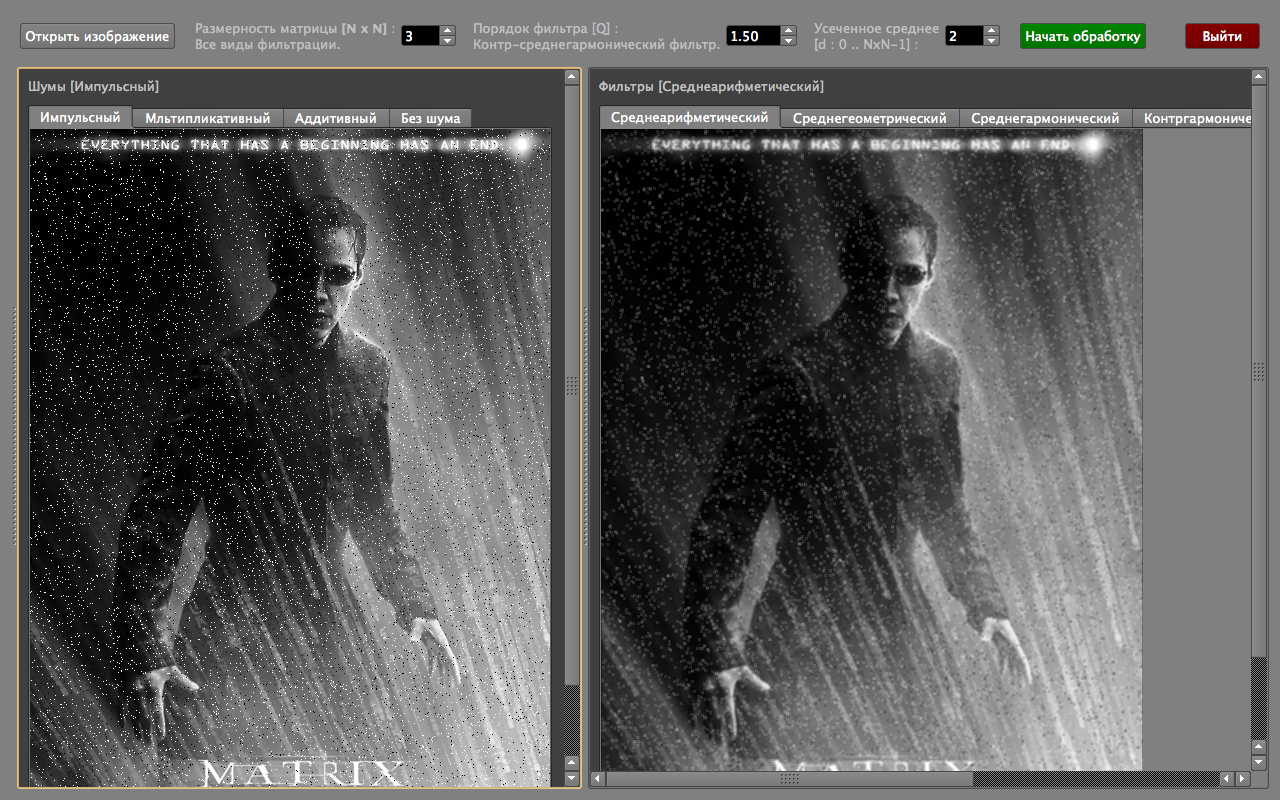 Открыть изображение
Размерность матрицы [N x N] :
Все виды фильтрации.
3
Порядок фильтра [Q] :
Контр-среднегармонический фильтр.
1.50
Усеченное среднее
[d : 0 .. NxN-1] :
2
Начать обработку
Выйти
Шумы [Импульсный]
Импульсный
Мльтипликативный
Аддитивный
Без шума
EVERYTHING THAT HAS A BEGINNING HAS AN END
MATRIX
Фильтры [Среднеарифметический]
Среднеарифметический
Среднегеометрический
Среднегармонический
Контргармониче
EVERYTHING THAT HAS A BEGINNING HAS AN END
MATRIX